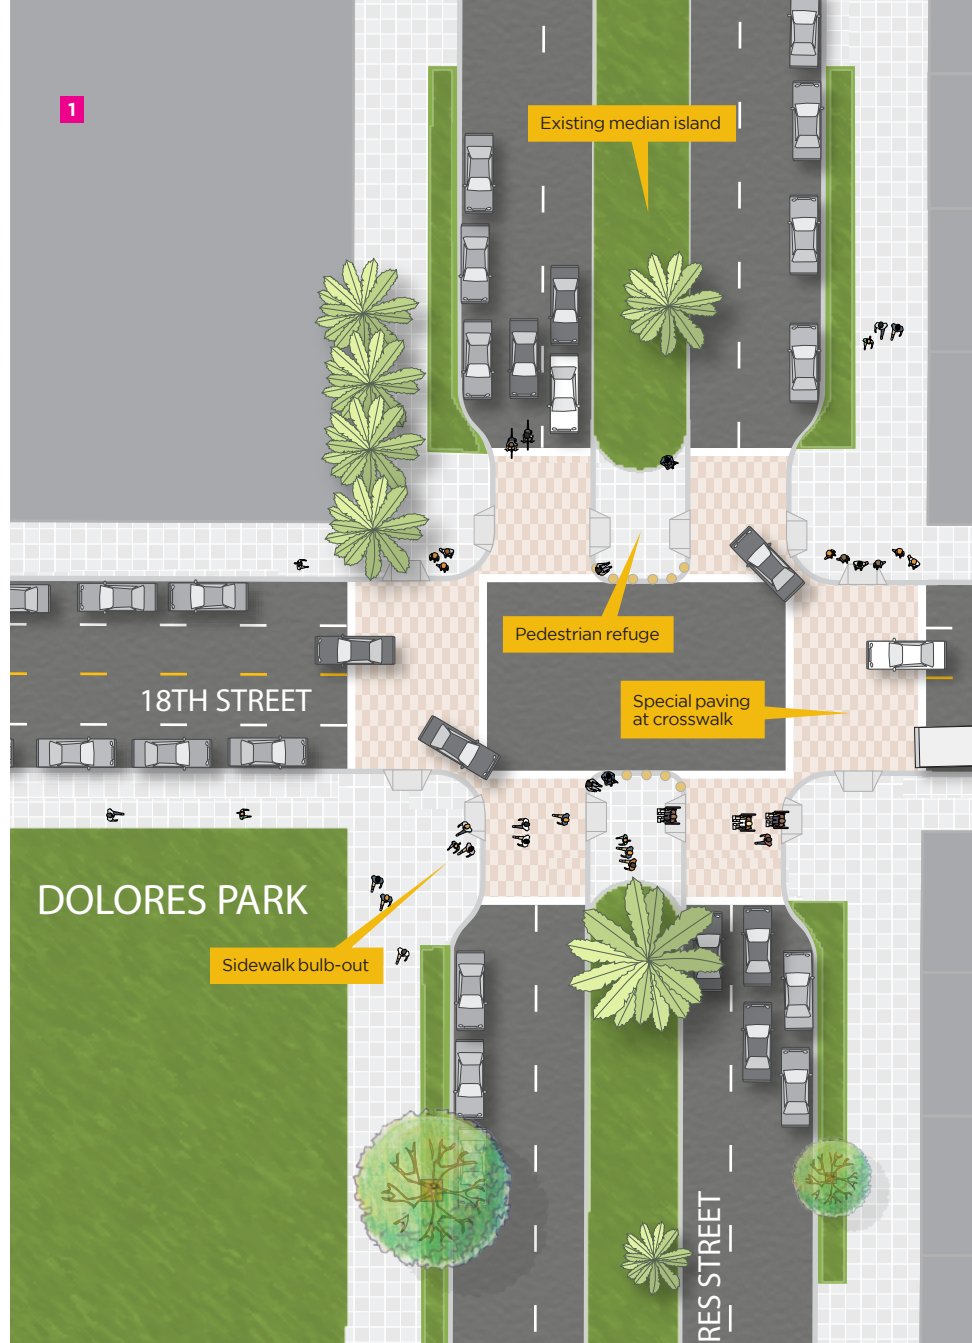 1
Existing median island
Pedestrian refuge
Special paving
at crosswalk
18TH STREET
DOLORES PARK
Sidewalk bulb-out
RES STREET